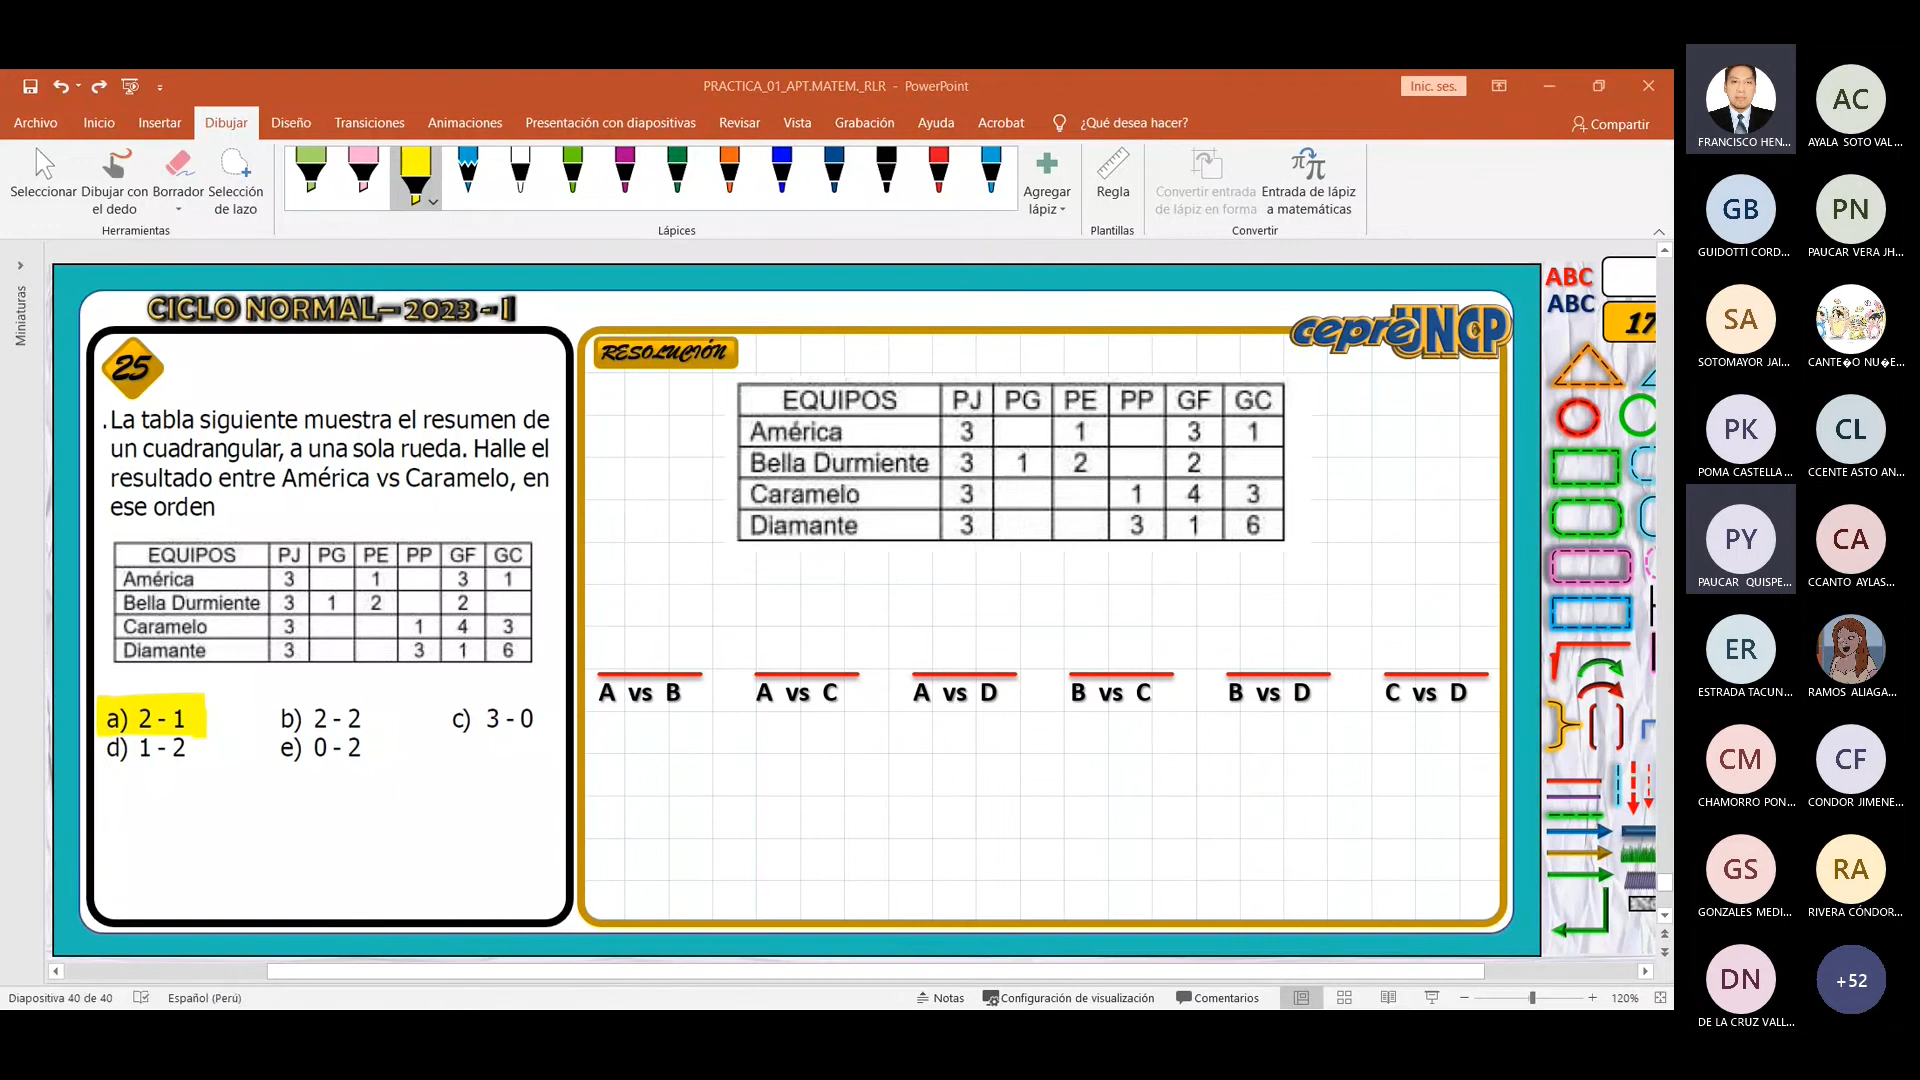 PRACTICA_01_APT.MATEM._RLR - PowerPoint
Inic. ses.
Archivo Inicio Insertar Dibujar Diseño Transiciones Animaciones Presentación con diapositivas Revisar Vista Grabación Ayuda Acrobat ¿Qué desea hacer? Compartir
Seleccionar Dibujar con el dedo Borrador Selección de lazo
Herramientas
Lápices
Agregar lápiz
Regla
Plantillas
Convertir entrada de lápiz en forma
Entrada de lápiz a matemáticas
Convertir
Miniaturas
CICLO NORMAL – 2023 - I
cepreUNCP
25
. La tabla siguiente muestra el resumen de
un cuadrangular, a una sola rueda. Halle el
resultado entre América vs Caramelo, en
ese orden
EQUIPOS PJ PG PE PP GF GC
América 3 1 3 1
Bella Durmiente 3 1 2 2
Caramelo 3 1 4 3
Diamante 3 3 1 6
a) 2 - 1 b) 2 - 2 c) 3 - 0
d) 1 - 2 e) 0 - 2
RESOLUCIÓN
EQUIPOS PJ PG PE PP GF GC
América 3 1 3 1
Bella Durmiente 3 1 2 2
Caramelo 3 1 4 3
Diamante 3 3 1 6
A vs B A vs C A vs D B vs C B vs D C vs D
ABC
ABC
17
Diapositiva 40 de 40 Español (Perú) Notas Configuración de visualización Comentarios 120%
FRANCISCO HEN...
AC
AYALA SOTO VAL...
GB
GUIDOTTI CORD...
PN
PAUCAR VERA JH...
SA
SOTOMAYOR JAI...
CANTE�O NU�E...
PK
POMA CASTELLA...
CL
CCENTE ASTO AN...
PY
PAUCAR QUISPE...
CA
CCANTO AYLAS...
ER
ESTRADA TACUN...
RAMOS ALIAGA...
CM
CHAMORRO PON...
CF
CONDOR JIMENE...
GS
GONZALES MEDI...
RA
RIVERA CÓNDOR...
DN
DE LA CRUZ VALL...
+52